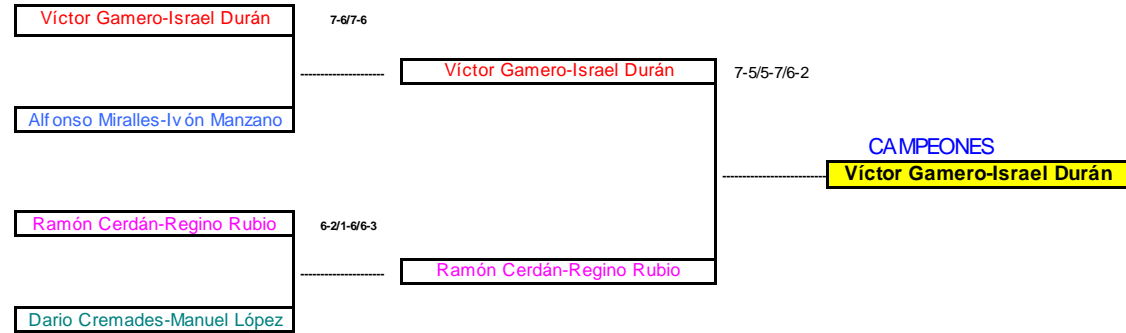 Víctor Gamero-Israel Durán
7-6/7-6
Víctor Gamero-Israel Durán
7-5/5-7/6-2
Alfonso Miralles-Ivón Manzano
CAMPEONES
Víctor Gamero-Israel Durán
Ramón Cerdán-Regino Rubio
6-2/1-6/6-3
Ramón Cerdán-Regino Rubio
Dario Cremades-Manuel López